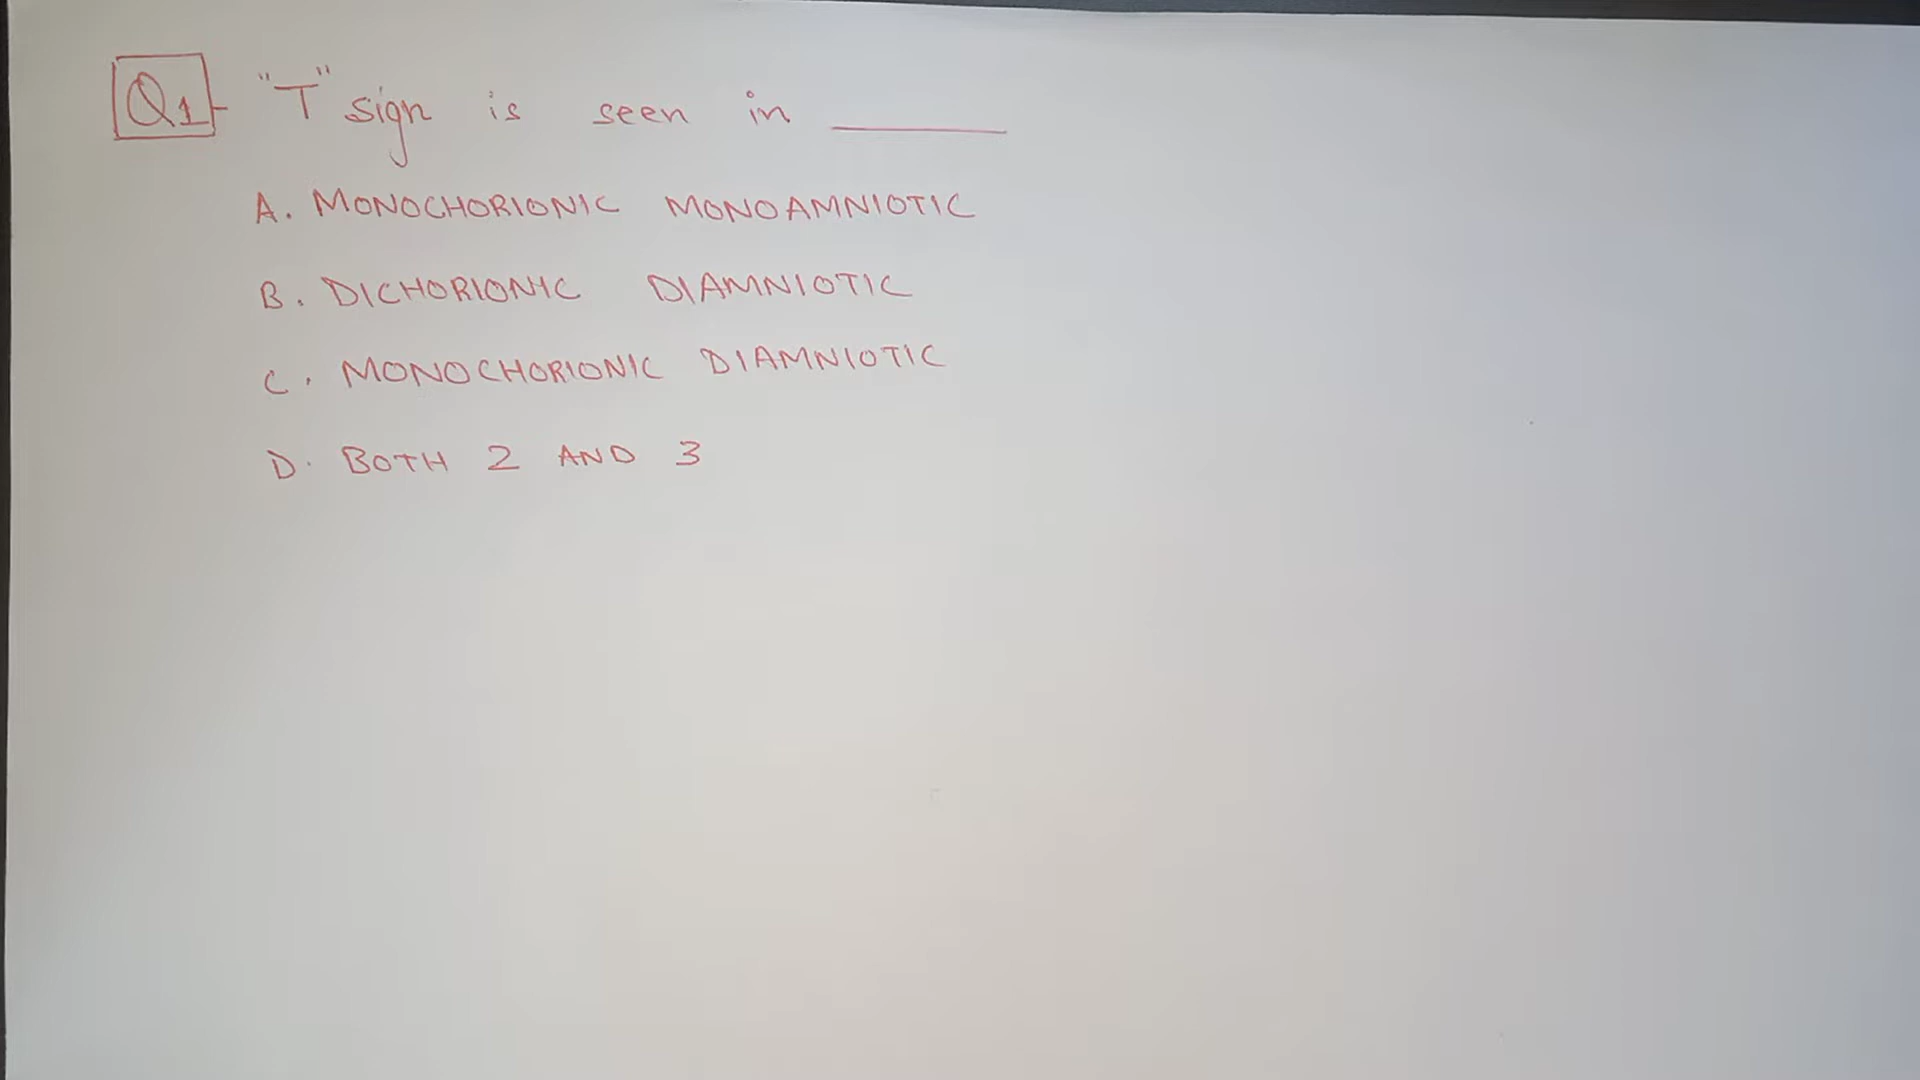 Q1- "T" sign is seen in ______
A. MONOCHORIONIC MONOAMNIOTIC
B. DICHORIONIC DIAMNIOTIC
C. MONOCHORIONIC DIAMNIOTIC
D. BOTH 2 AND 3